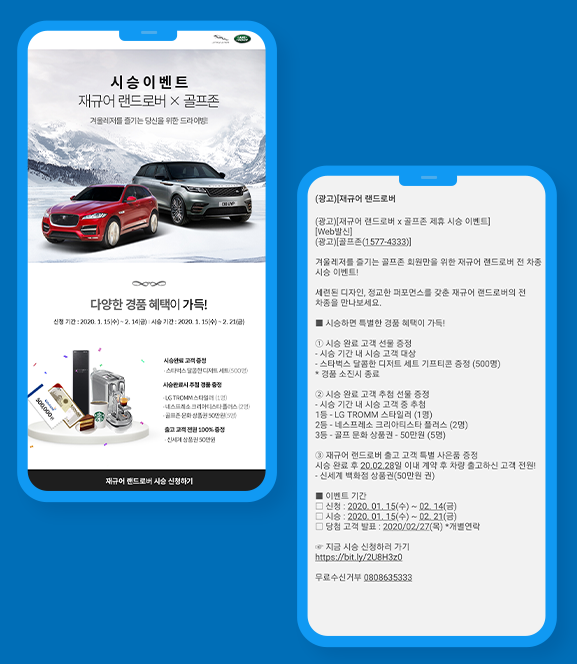 LAND ROVER
시승이벤트
재규어 랜드로버 × 골프존
겨울레저를 즐기는 당신을 위한 드라이빙!
다양한 경품 혜택이 가득!
신청 기간 : 2020. 1. 15(수) ~ 2. 14(금) · 시승 기간 : 2020. 1. 15(수) ~ 2. 21(금)
시승완료 고객 증정
- 스타벅스 달콤한 디저트 세트 (500명)
시승완료시 추첨 경품 증정
- LG TROMM 스타일러 (1명)
- 네스프레소 크리아티스타 플러스 (2명)
- 골프존 문화 상품권 50만원 (5명)
출고 고객 전원 100% 증정
- 신세계 상품권 50만원
500,000원
재규어 랜드로버 시승 신청하기
(광고)[재규어 랜드로버
(광고)[재규어 랜드로버 x 골프존 제휴 시승 이벤트]
[Web발신]
(광고)[골프존(1577-4333)]
겨울레저를 즐기는 골프존 회원만을 위한 재규어 랜드로버 전 차종
시승 이벤트!
세련된 디자인, 정교한 퍼포먼스를 갖춘 재규어 랜드로버의 전
차종을 만나보세요.
■ 시승하면 특별한 경품 혜택이 가득!
① 시승 완료 고객 선물 증정
- 시승 기간 내 시승 고객 대상
- 스타벅스 달콤한 디저트 세트 기프티콘 증정 (500명)
* 경품 소진시 종료
② 시승 완료 고객 추첨 선물 증정
- 시승 기간 내 시승 고객 중 추첨
1등 - LG TROMM 스타일러 (1명)
2등 - 네스프레소 크리아티스타 플러스 (2명)
3등 - 골프 문화 상품권 - 50만원 (5명)
③ 재규어 랜드로버 출고 고객 특별 사은품 증정
시승 완료 후 20.02.28일 이내 계약 후 차량 출고하신 고객 전원!
- 신세계 백화점 상품권(50만원 권)
■ 이벤트 기간
□ 신청 : 2020. 01. 15(수) ~ 02. 14(금)
□ 시승 : 2020. 01. 15(수) ~ 02. 21(금)
□ 당첨 고객 발표 : 2020/02/27(목) *개별연락
☞ 지금 시승 신청하러 가기
https://bit.ly/2U8H3z0
무료수신거부 0808635333